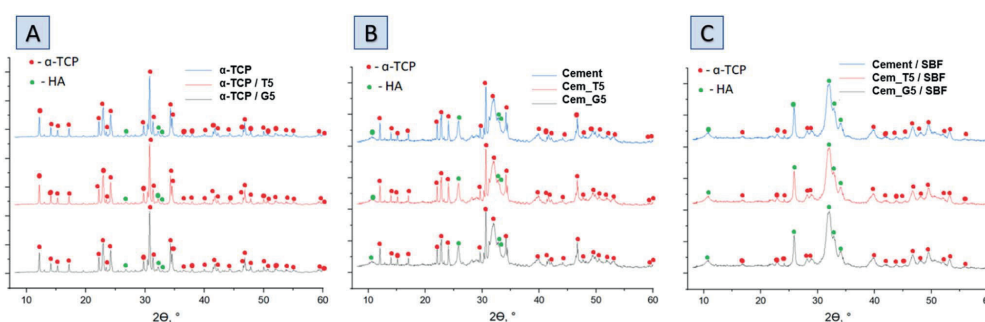 A
- α-TCP
- HA
α-TCP
α-TCP / T5
α-TCP / G5
10 20 30 40 50 60
2Θ, °
B
- α-TCP
- HA
Cement
Cem_T5
Cem_G5
10 20 30 40 50 60
2Θ, °
C
- α-TCP
- HA
Cement / SBF
Cem_T5 / SBF
Cem_G5 / SBF
10 20 30 40 50 60
2Θ, °